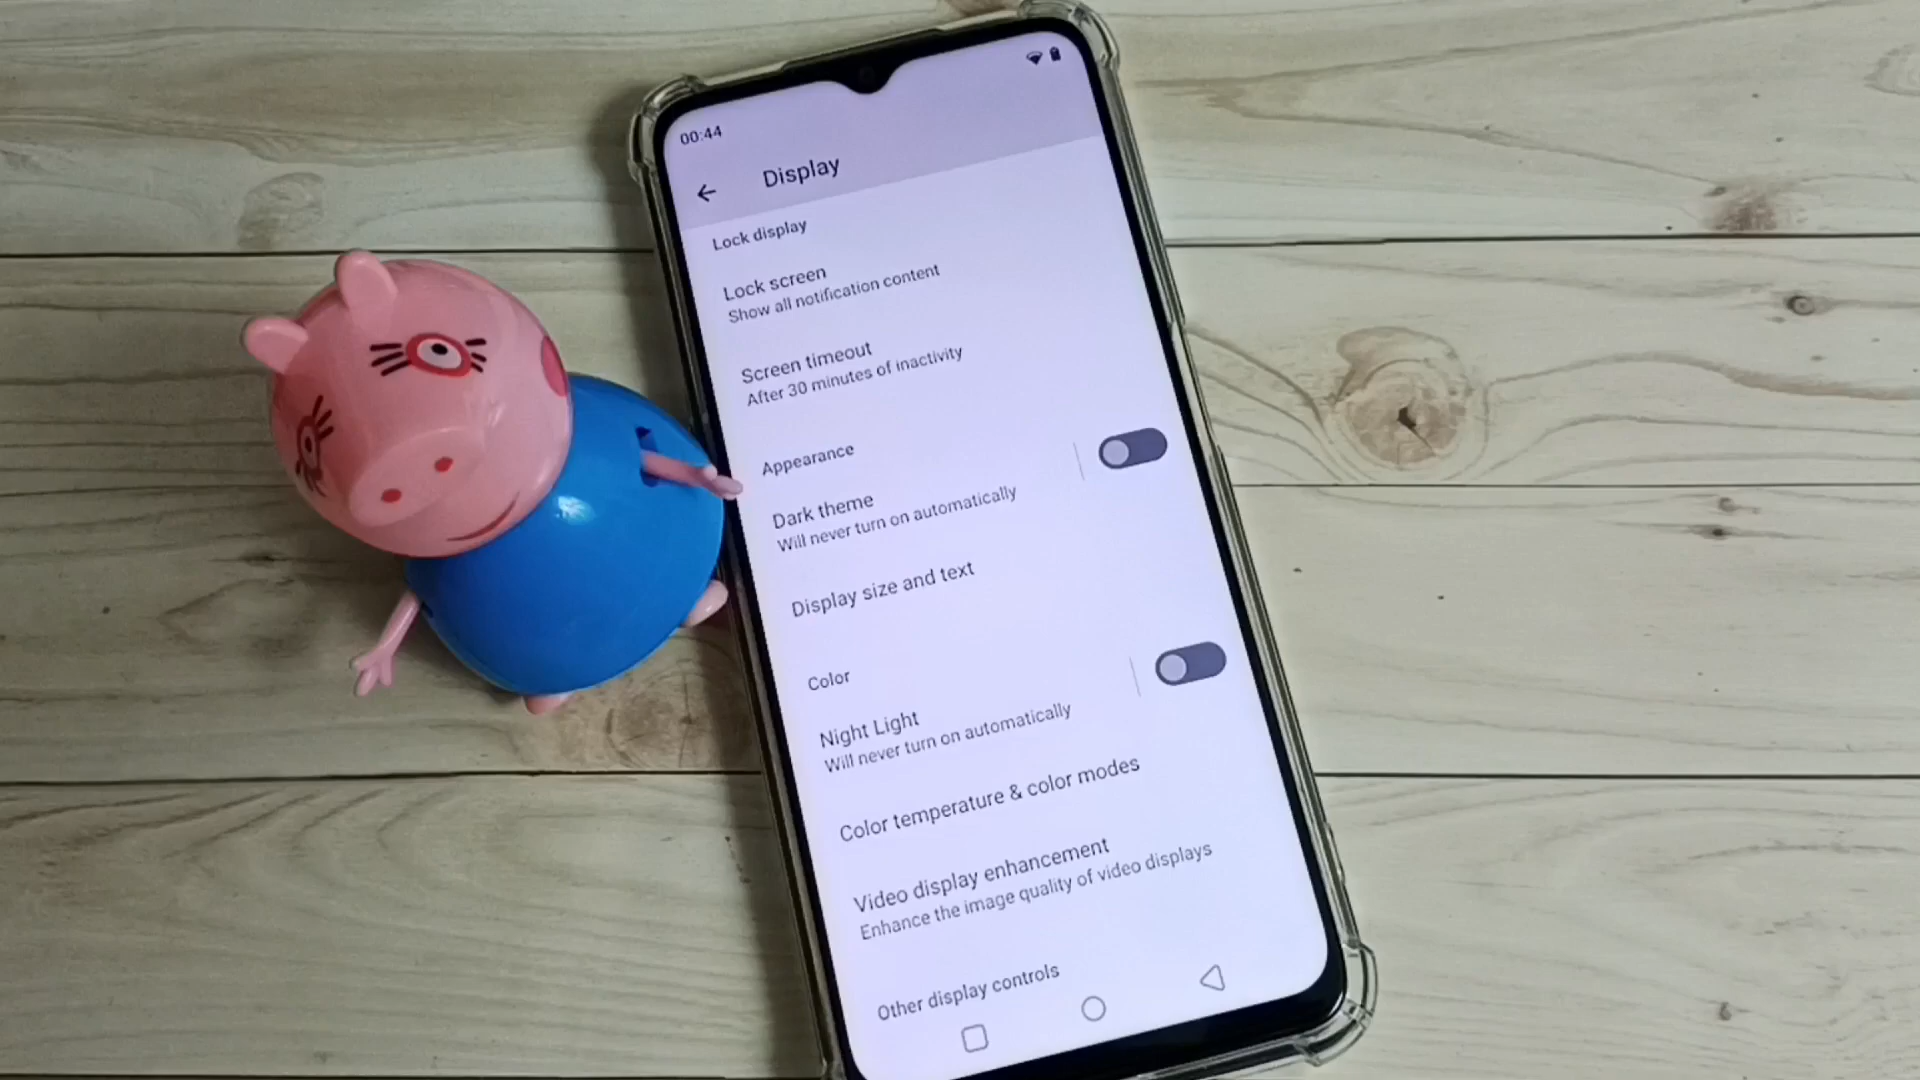 00:44
Display
Lock display
Lock screen
Show all notification content
Screen timeout
After 30 minutes of inactivity
Appearance
Dark theme
Will never turn on automatically
Display size and text
Color
Night Light
Will never turn on automatically
Color temperature & color modes
Video display enhancement
Enhance the image quality of video displays
Other display controls